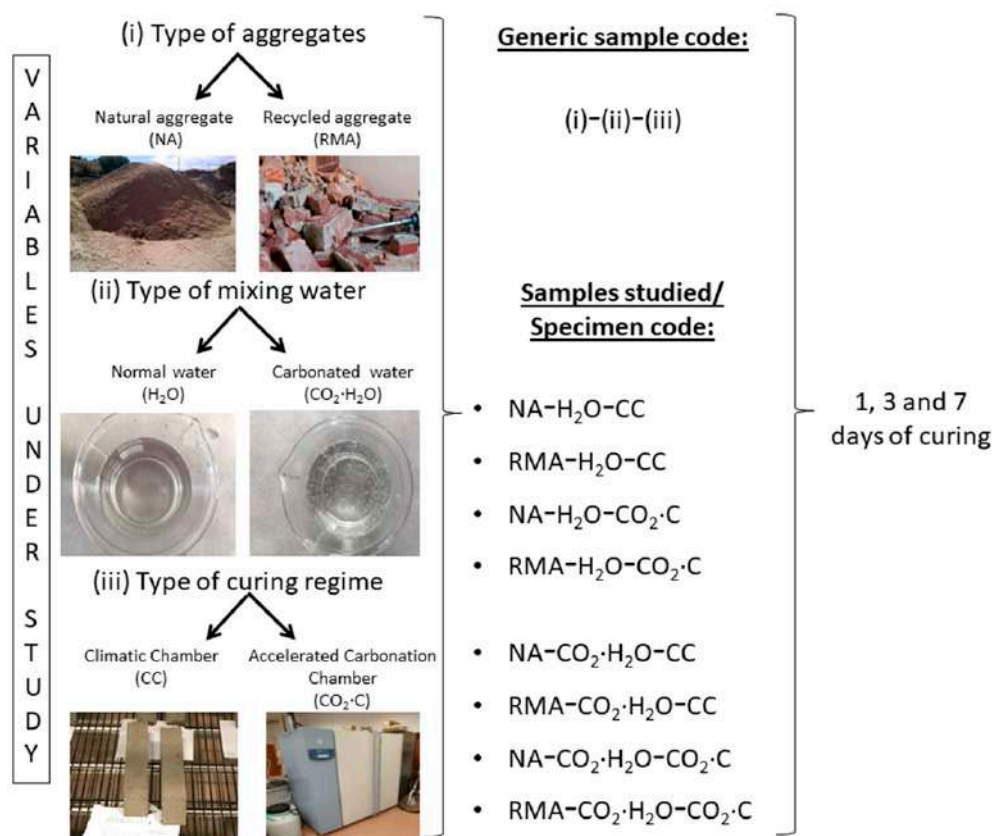 VARIABLES UNDER STUDY
(i) Type of aggregates
Natural aggregate
(NA)
Recycled aggregate
(RMA)
(ii) Type of mixing water
Normal water
(H₂O)
Carbonated water
(CO₂·H₂O)
(iii) Type of curing regime
Climatic Chamber
(CC)
Accelerated Carbonation
Chamber
(CO₂·C)
Generic sample code:
(i)-(ii)-(iii)
Samples studied/
Specimen code:
• NA-H₂O-CC
• RMA-H₂O-CC
• NA-H₂O-CO₂·C
• RMA-H₂O-CO₂·C
• NA-CO₂·H₂O-CC
• RMA-CO₂·H₂O-CC
• NA-CO₂·H₂O-CO₂·C
• RMA-CO₂·H₂O-CO₂·C
1, 3 and 7
days of curing